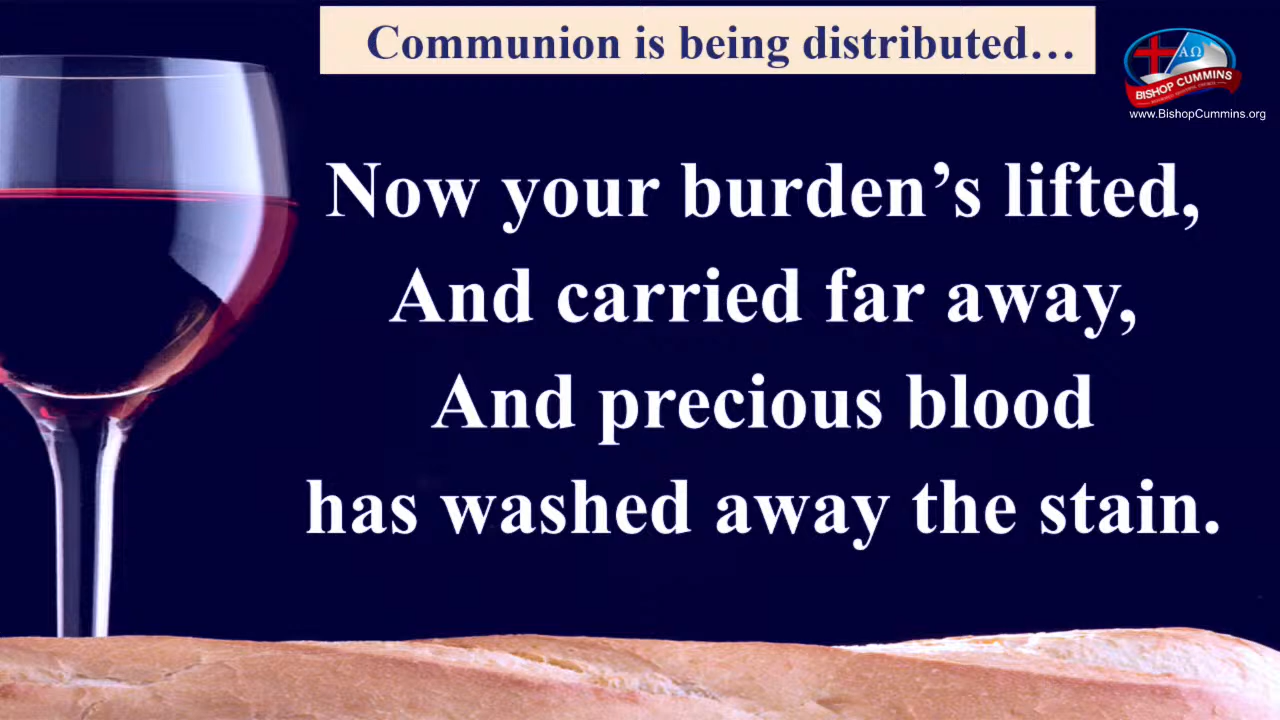 Communion is being distributed…
ΑΩ
BISHOP CUMMINS
www.BishopCummins.org
Now your burden’s lifted,
And carried far away,
And precious blood
has washed away the stain.